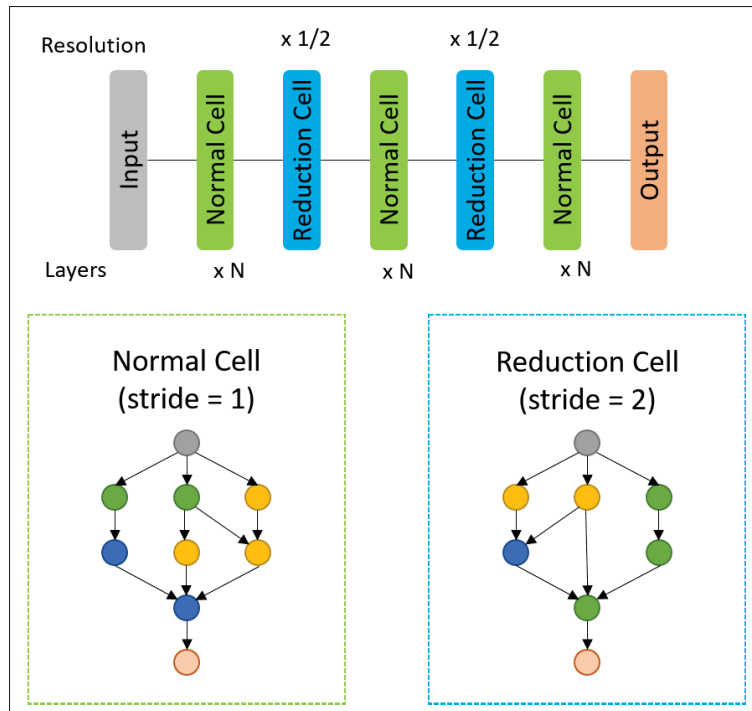 Resolution
x 1/2
x 1/2
Input
Normal Cell
Reduction Cell
Normal Cell
Reduction Cell
Normal Cell
Output
Layers
x N
x N
x N
Normal Cell
(stride = 1)
Reduction Cell
(stride = 2)